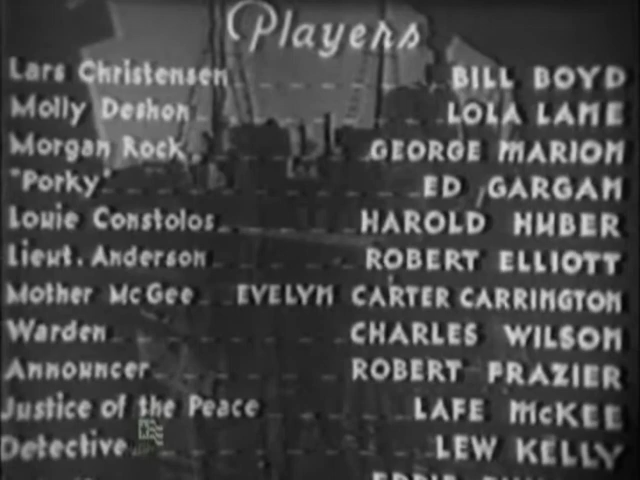 Players
Lars Christensen BILL BOYD
Molly Deshon LOLA LANE
Morgan Rock GEORGE MARION
"Porky" ED GARGAN
Louie Constolos HAROLD HUBER
Lieut. Anderson ROBERT ELLIOTT
Mother McGee EVELYN CARTER CARRINGTON
Warden CHARLES WILSON
Announcer ROBERT FRAZIER
Justice of the Peace LAFE McKEE
Detective LEW KELLY